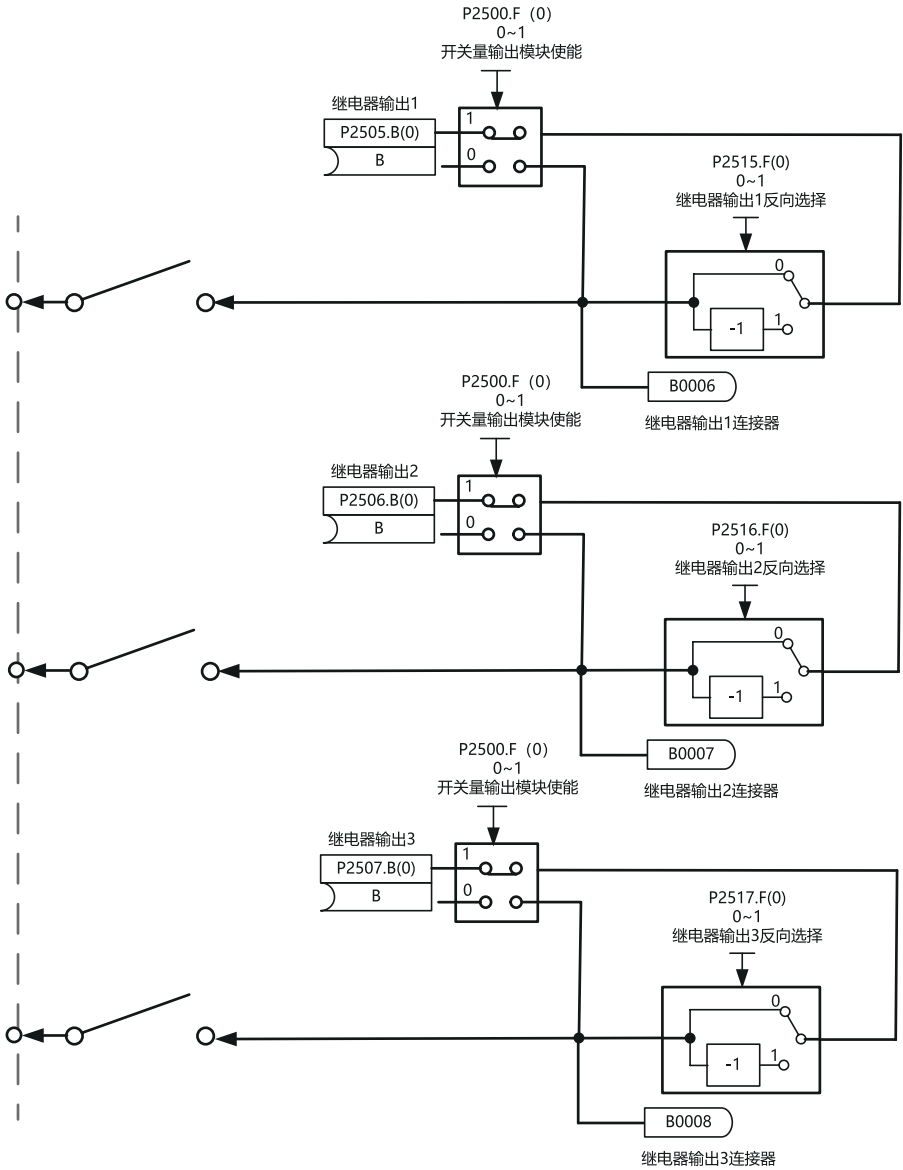 P2500.F（0）
0~1
开关量输出模块使能
继电器输出1
1
P2505.B(0)
0
B
P2515.F(0)
0~1
继电器输出1反向选择
0
1
-1
B0006
继电器输出1连接器
P2500.F（0）
0~1
开关量输出模块使能
继电器输出2
1
P2506.B(0)
0
B
P2516.F(0)
0~1
继电器输出2反向选择
0
1
-1
B0007
继电器输出2连接器
P2500.F（0）
0~1
开关量输出模块使能
继电器输出3
1
P2507.B(0)
0
B
P2517.F(0)
0~1
继电器输出3反向选择
0
1
-1
B0008
继电器输出3连接器